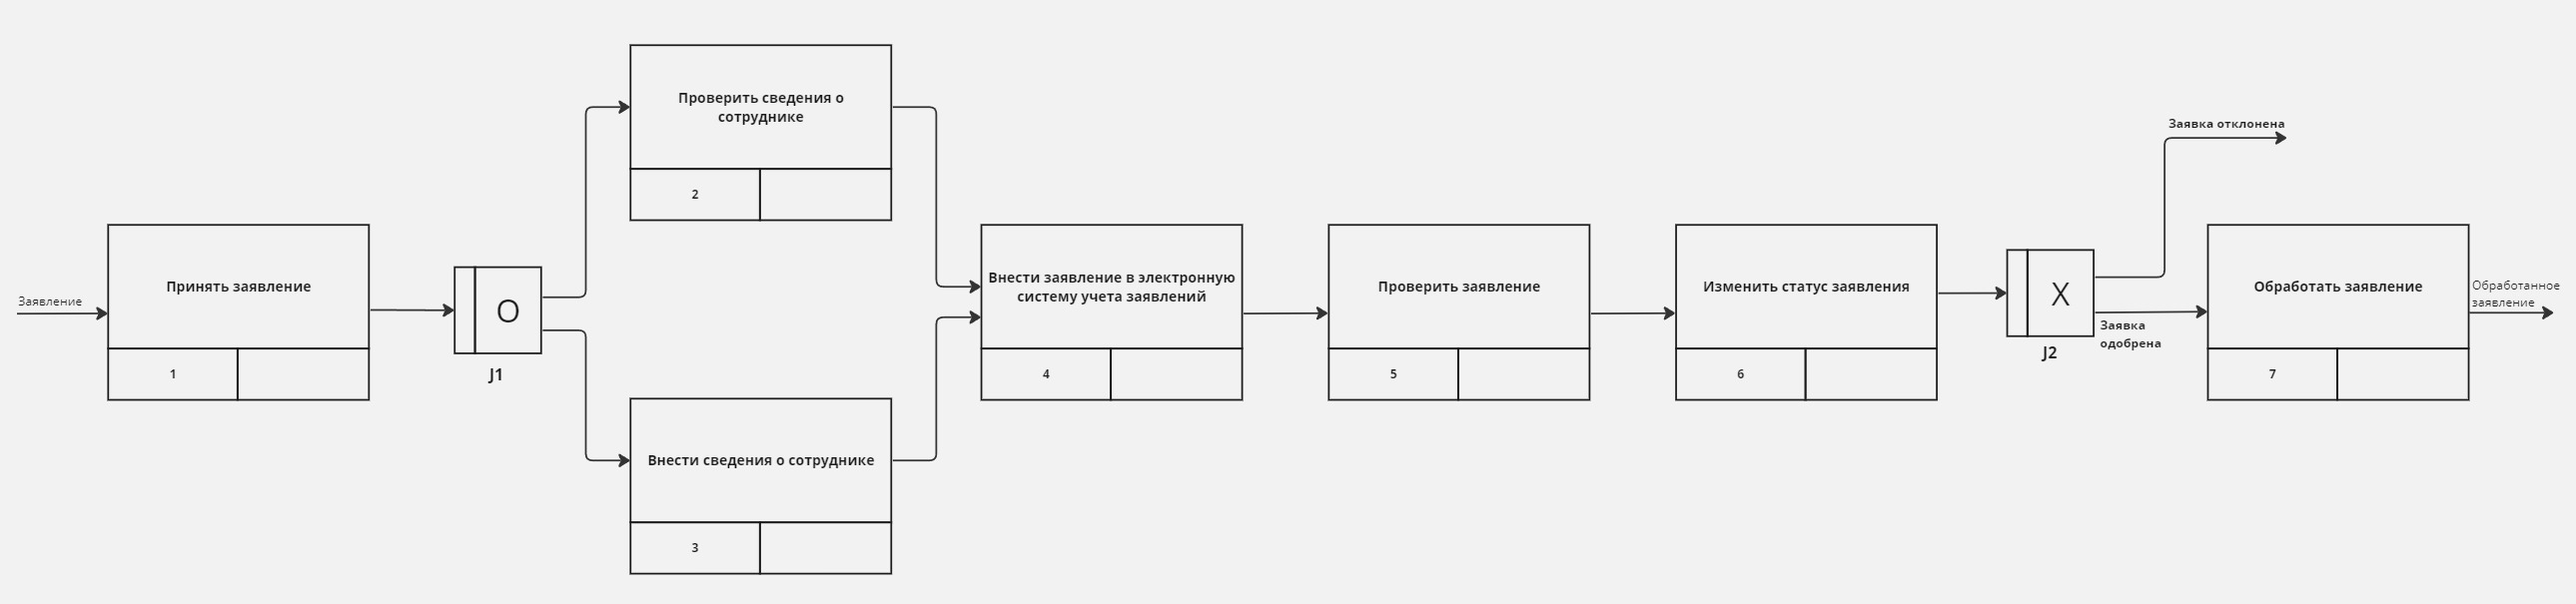 Заявление
Принять заявление
1
O
J1
Проверить сведения о
сотруднике
2
Внести сведения о сотруднике
3
Внести заявление в электронную
систему учета заявлений
4
Проверить заявление
5
Изменить статус заявления
6
X
J2
Заявка отклонена
Заявка
одобрена
Обработать заявление
7
Обработанное
заявление